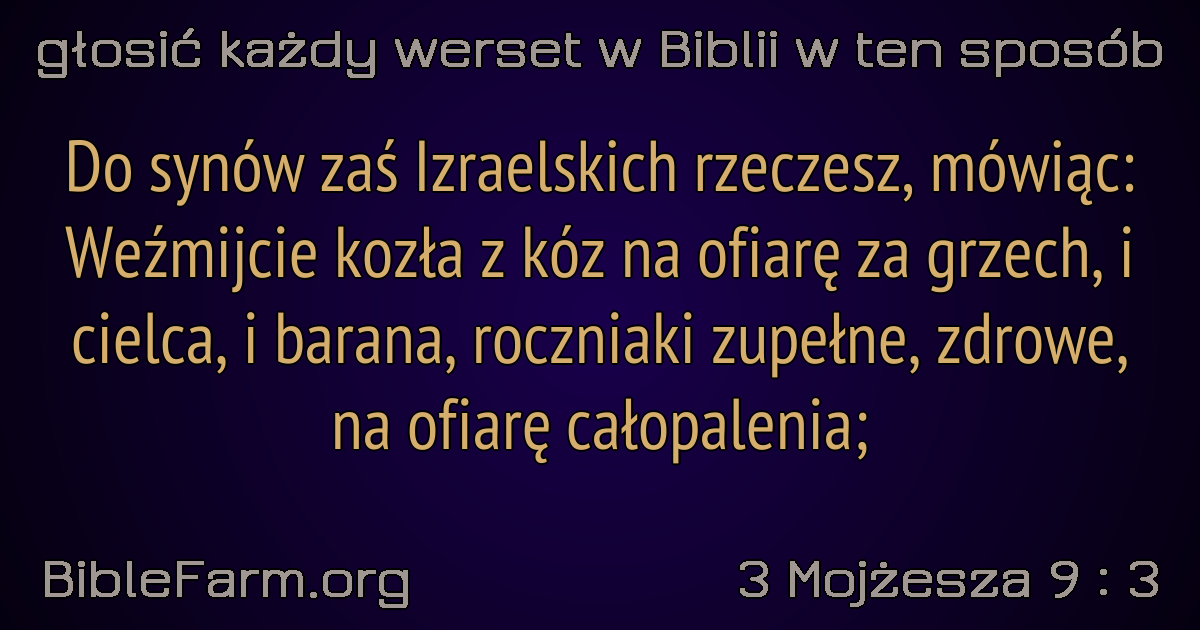 głosić każdy werset w Biblii w ten sposób
Do synów zaś Izraelskich rzeczesz, mówiąc:
Weźmijcie kozła z kóz na ofiarę za grzech, i
cielca, i barana, roczniaki zupełne, zdrowe,
na ofiarę całopalenia;
BibleFarm.org
3 Mojżesza 9 : 3